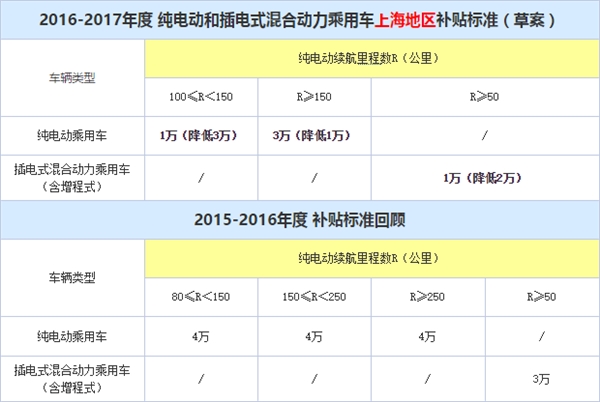 2016-2017年度 纯电动和插电式混合动力乘用车上海地区补贴标准（草案）
车辆类型
纯电动续航里程数R（公里）
100≤R＜150 R≥150 R≥50
纯电动乘用车 1万（降低3万） 3万（降低1万） /
插电式混合动力乘用车
（含增程式） / / 1万（降低2万）
2015-2016年度 补贴标准回顾
车辆类型
纯电动续航里程数R（公里）
80≤R＜150 150≤R＜250 R≥250 R≥50
纯电动乘用车 4万 4万 4万 /
插电式混合动力乘用车
（含增程式） / / / 3万